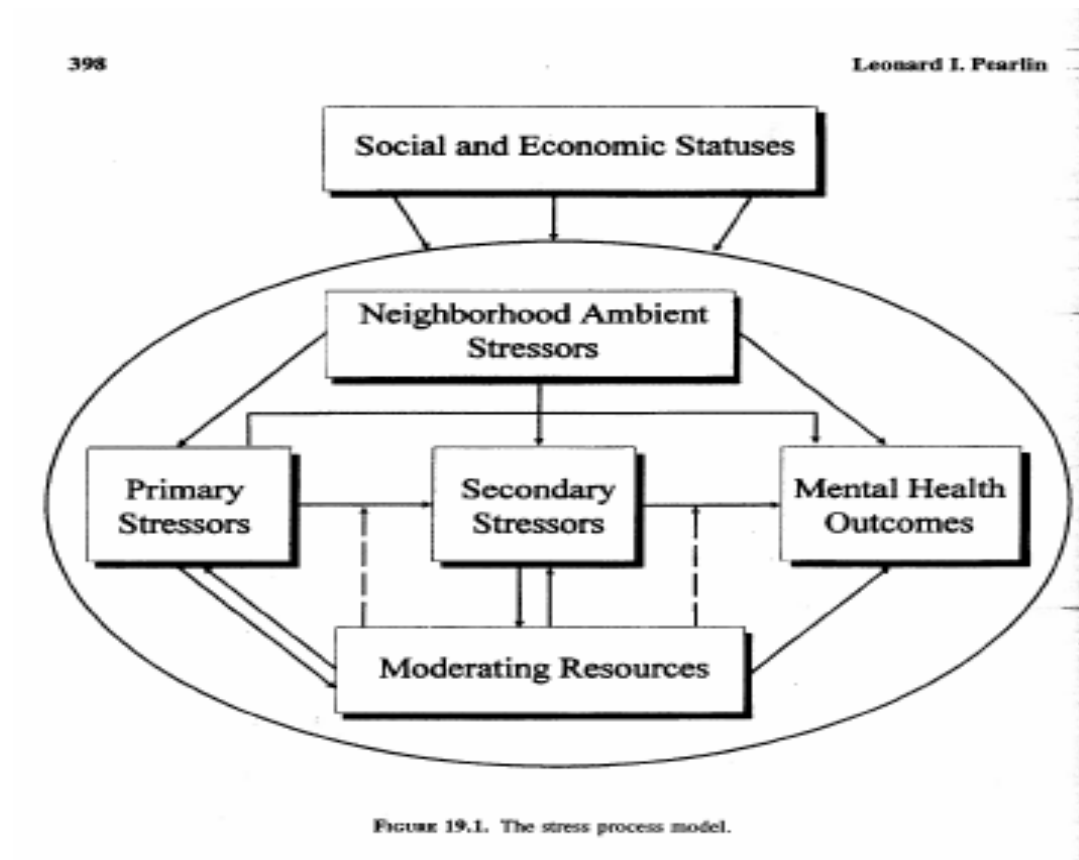 398
Leonard I. Pearlin
Social and Economic Statuses
Neighborhood Ambient
Stressors
Primary
Stressors
Secondary
Stressors
Mental Health
Outcomes
Moderating Resources
FIGURE 19.1. The stress process model.